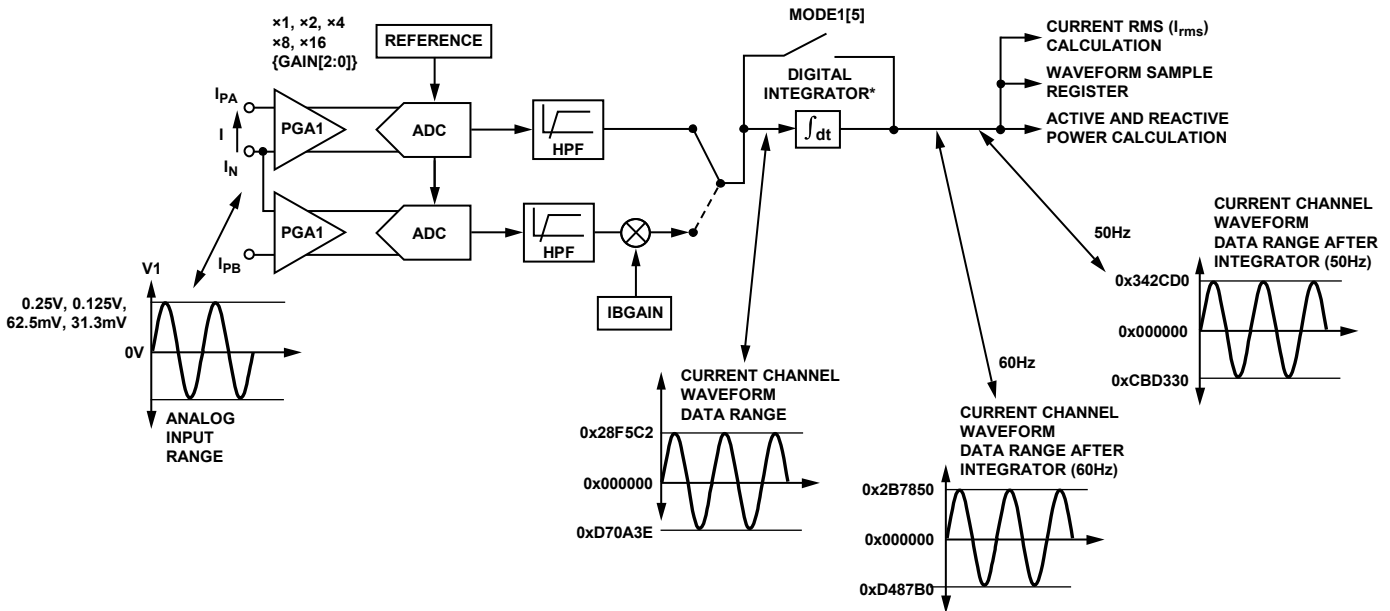 ×1, ×2, ×4
×8, ×16
{GAIN[2:0]}
REFERENCE
MODE1[5]
CURRENT RMS (Irms)
CALCULATION
WAVEFORM SAMPLE
REGISTER
ACTIVE AND REACTIVE
POWER CALCULATION
DIGITAL
INTEGRATOR*
IPA
I
IN
PGA1
ADC
HPF
∫dt
PGA1
ADC
HPF
IPB
IBGAIN
V1
0.25V, 0.125V,
62.5mV, 31.3mV
0V
ANALOG
INPUT
RANGE
50Hz
CURRENT CHANNEL
WAVEFORM
DATA RANGE AFTER
INTEGRATOR (50Hz)
0x342CD0
0x000000
0xCBD330
60Hz
CURRENT CHANNEL
WAVEFORM
DATA RANGE
0x28F5C2
0x000000
0xD70A3E
CURRENT CHANNEL
WAVEFORM
DATA RANGE AFTER
INTEGRATOR (60Hz)
0x2B7850
0x000000
0xD487B0